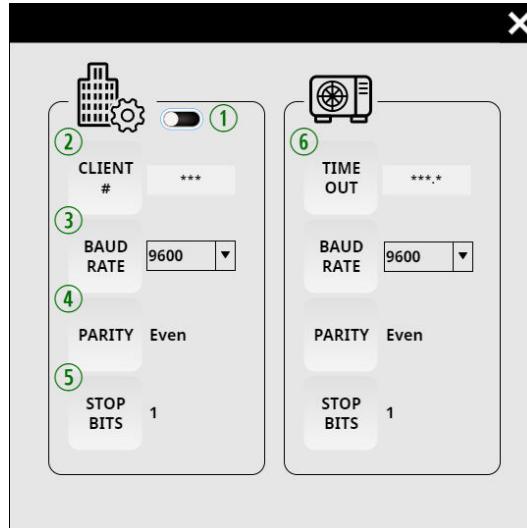 ①
②
CLIENT
#
***
③
BAUD
RATE
9600
④
PARITY
Even
⑤
STOP
BITS
1
⑥
TIME
OUT
***.*
BAUD
RATE
9600
PARITY
Even
STOP
BITS
1